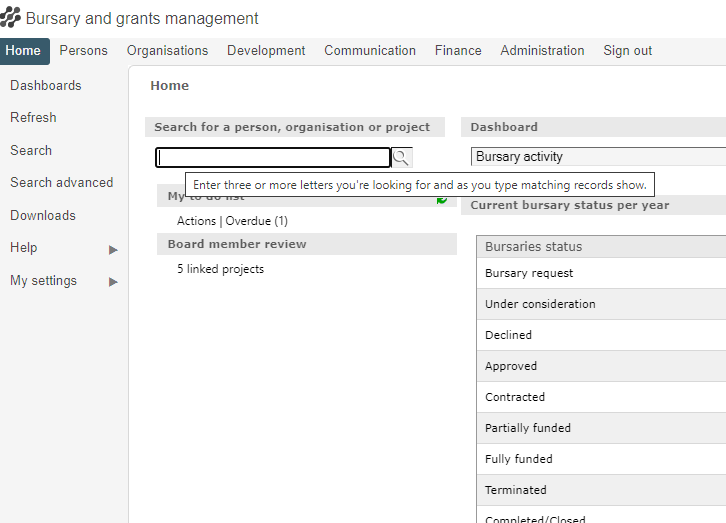 Bursary and grants management
Home Persons Organisations Development Communication Finance Administration Sign out
Dashboards
Refresh
Search
Search advanced
Downloads
Help
My settings
Home
Search for a person, organisation or project
Enter three or more letters you're looking for and as you type matching records show.
My to do list
Actions | Overdue (1)
Board member review
5 linked projects
Dashboard
Bursary activity
Current bursary status per year
Bursaries status
Bursary request
Under consideration
Declined
Approved
Contracted
Partially funded
Fully funded
Terminated
Completed/Closed